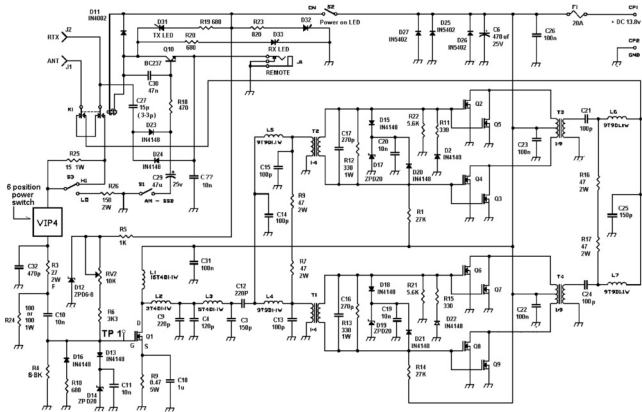 D11
IN4002
D31
TX LED
R19 680
R23
820
ON
S2
Power on LED
D32
F1
20A
CP1
+ DC 13.8v
CP2
GND
RTX
J2
ANT
J1
R20
680
D33
RX LED
J4
REMOTE
Q10
BC237
C30
47n
C27
15p
(3-3p)
R18
470
D23
IN4148
D24
IN4148
K1
D27
IN5402
D25
IN5402
D26
IN5402
C6
470 uf
25V
C26
100n
R25
15 1W
S3
HI
LO
R26
150
2W
C29
47u
25v
S1
AM - SSB
C77
10n
6 position
power
switch
VIP4
L5
9T9DI.1W
C15
100p
C14
100p
R9
47
2W
R7
47
2W
T2
1-4
C17
270p
R12
330
1W
D15
IN4148
D17
ZPD20
C20
10n
D20
IN4148
R22
5.6K
R11
330
D2
IN4148
R1
27K
Q2
Q5
Q4
Q3
T3
1-9
C23
100n
C21
100p
L6
9T9DI.1W
R16
47
2W
R17
47
2W
C25
150p
R5
1K
L1
15T4DI-1W
C31
100n
C32
470p
R3
27
2W
F
D12
ZPD6-8
RV2
10K
R6
3K3
TP 1
R24
100
or 100
1W
C10
10n
R4
8-8K
D16
IN4148
R10
680
D13
IN4148
D14
ZPD20
C11
10n
D
G
S
Q1
R9 0.47
5W
C18
1u
L2
3T4DI-1W
C9
220p
L3
3T4DI-1W
C4
120p
C3
150p
C12
220P
L4
9T9DI-1W
C13
100p
T1
1-4
C16
270p
R13
330
1W
D18
IN4148
D19
ZPD20
C19
10n
D21
IN4148
R21
5.6K
R15
330
D22
IN4148
R14
27K
Q6
Q7
Q8
Q9
T4
1-9
C22
100n
C24
100p
L7
9T9DI.1W